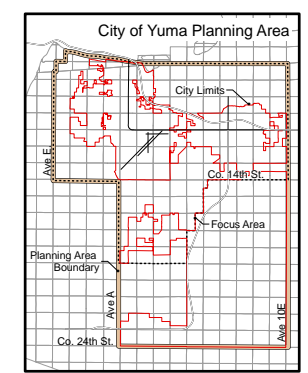 City of Yuma Planning Area
City Limits
Ave E
Co. 14th St.
Focus Area
Planning Area
Boundary
Ave A
Ave 10E
Co. 24th St.